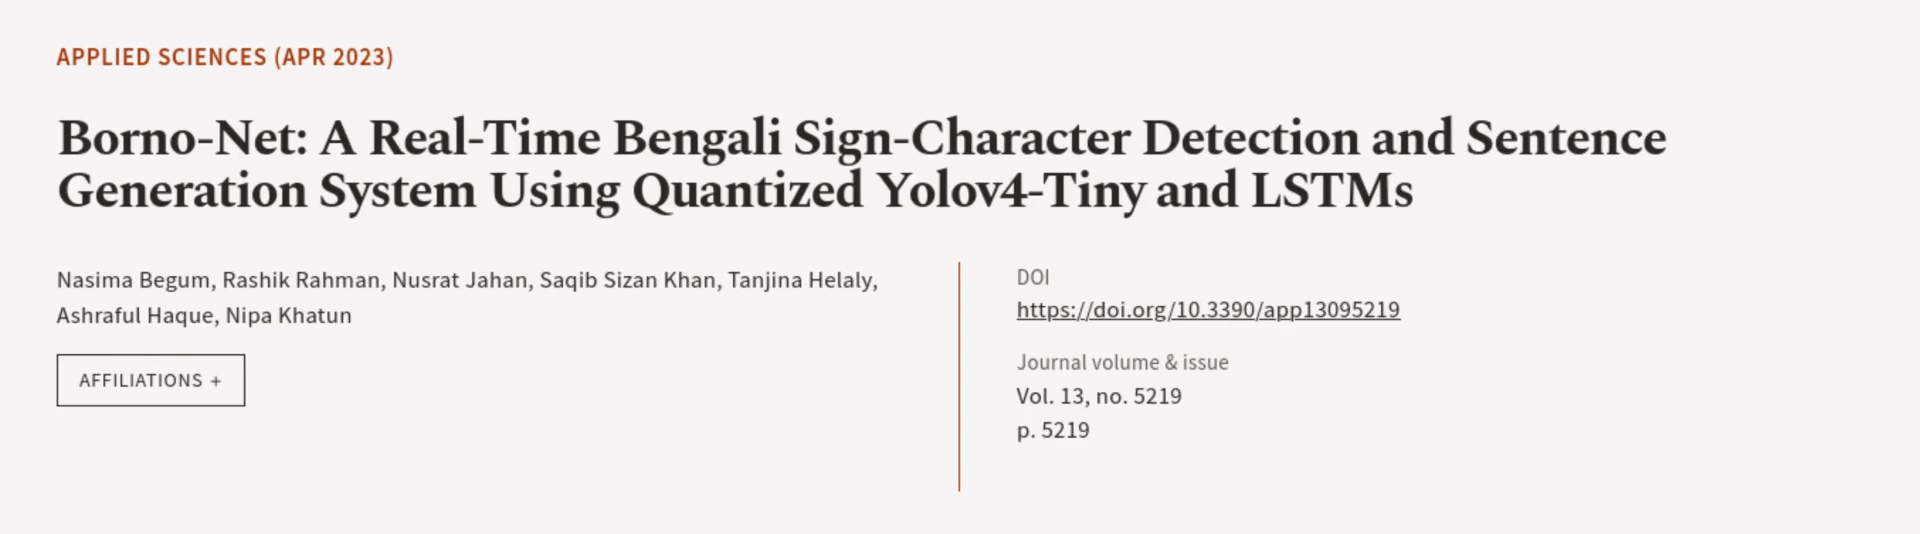 APPLIED SCIENCES (APR 2023)
Borno-Net: A Real-Time Bengali Sign-Character Detection and Sentence
Generation System Using Quantized Yolov4-Tiny and LSTMs
Nasima Begum, Rashik Rahman, Nusrat Jahan, Saqib Sizan Khan, Tanjina Helaly,
Ashraful Haque, Nipa Khatun
AFFILIATIONS +
DOI
https://doi.org/10.3390/app13095219
Journal volume & issue
Vol. 13, no. 5219
p. 5219